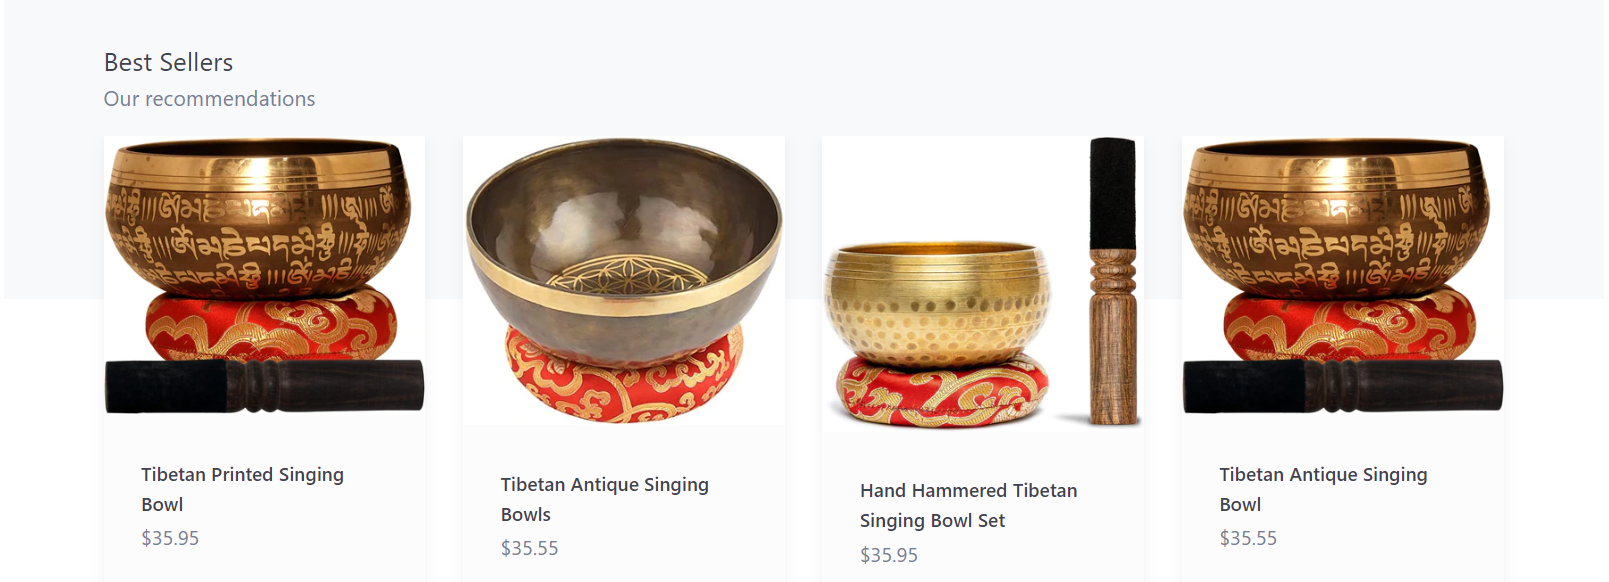 Best Sellers
Our recommendations
Tibetan Printed Singing
Bowl
$35.95
Tibetan Antique Singing
Bowls
$35.55
Hand Hammered Tibetan
Singing Bowl Set
$35.95
Tibetan Antique Singing
Bowl
$35.55